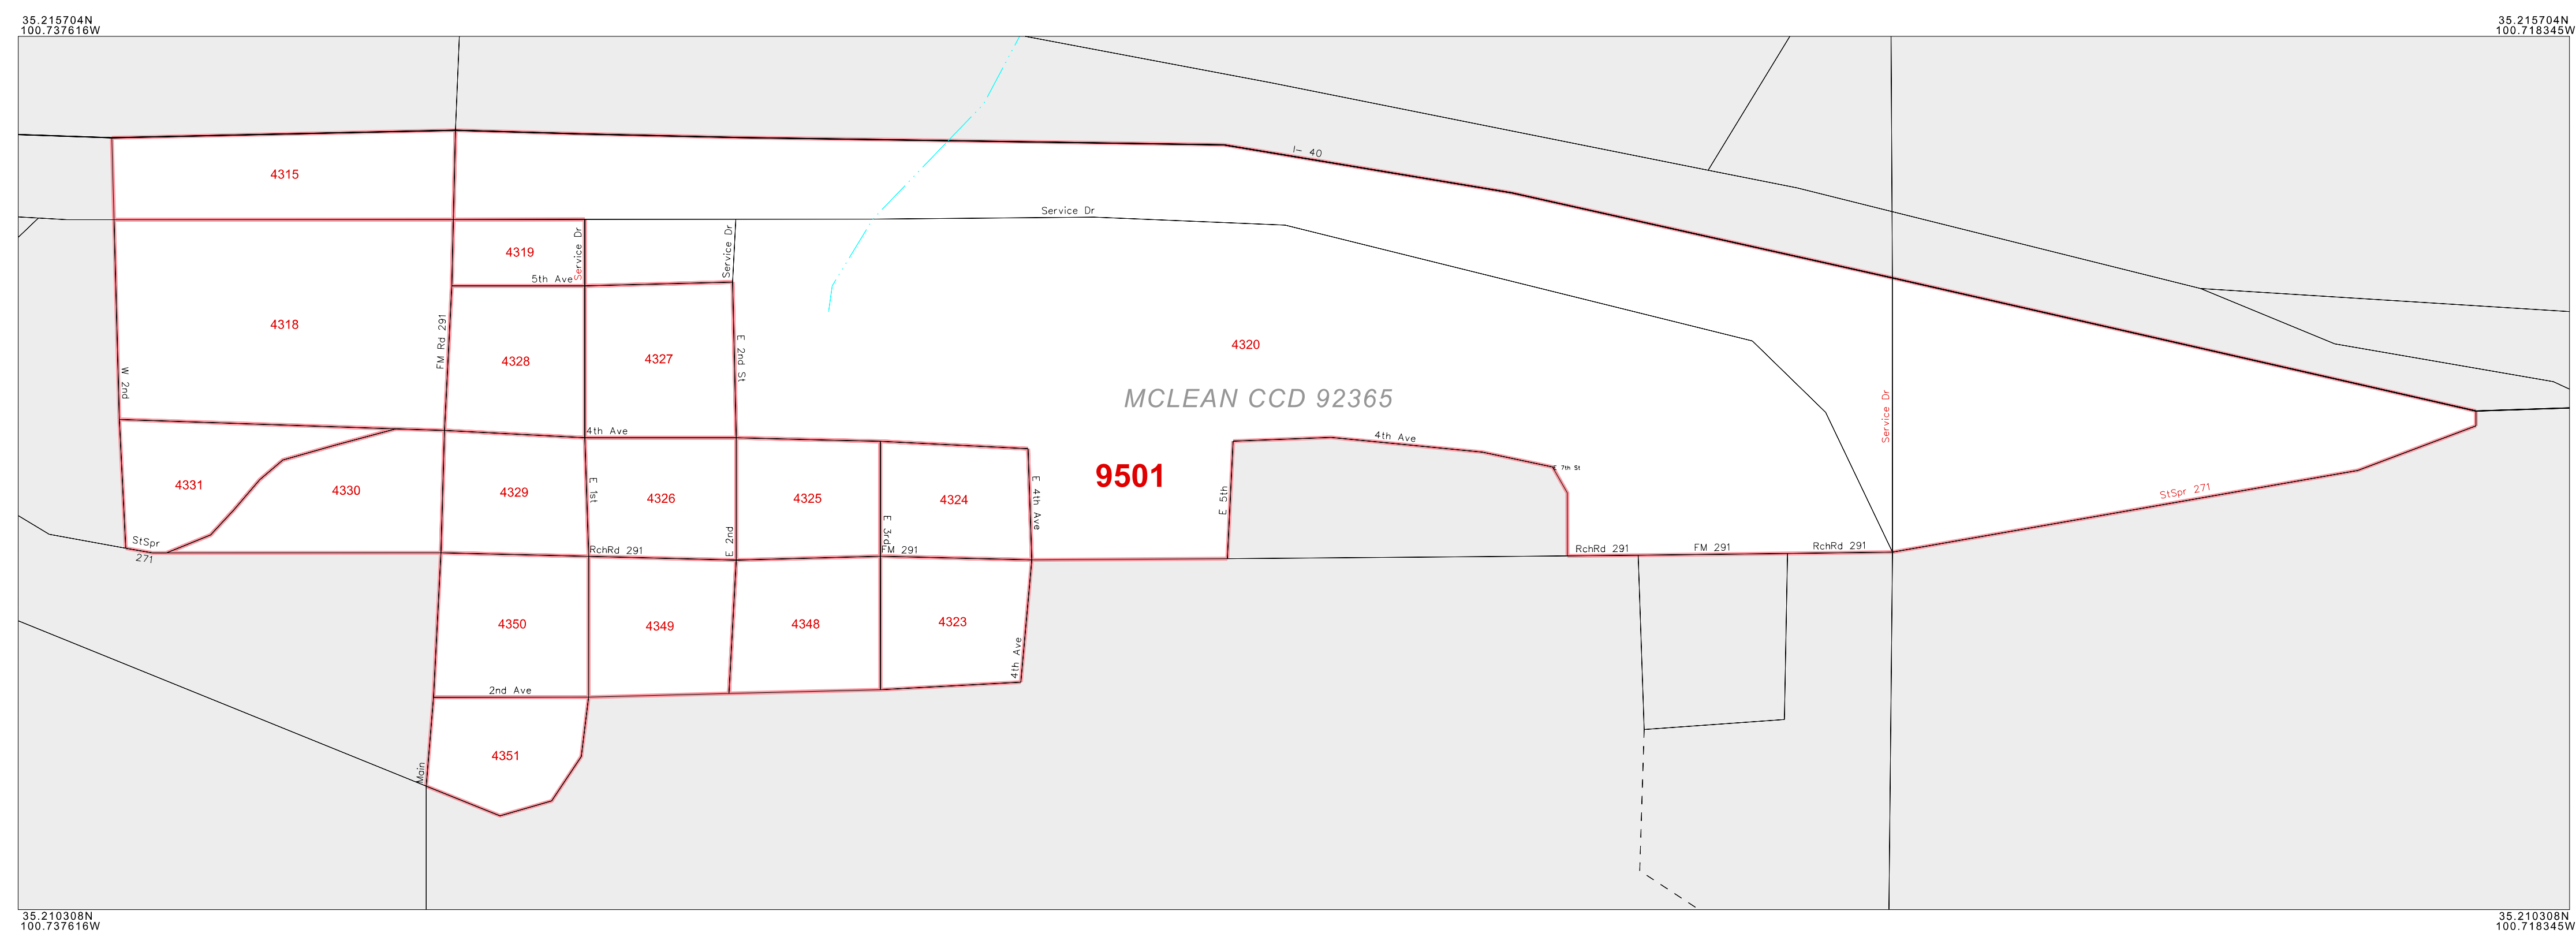 35.215704N
100.737616W
35.215704N
100.718345W
I- 40
4315
Service Dr
4319
Service Dr
Service Dr
5th Ave
4318
FM Rd 291
4328
4327
E 2nd St
4320
W 2nd
MCLEAN CCD 92365
Service Dr
4th Ave
4th Ave
E 7th St
9501
4331
4330
4329
E 1st
4326
4325
4324
E 4th Ave
E 5th
StSpr 271
StSpr
271
RchRd 291
E 2nd
E 3rd
FM 291
RchRd 291
FM 291
RchRd 291
4350
4349
4348
4323
4th Ave
2nd Ave
4351
Main
35.210308N
100.737616W
35.210308N
100.718345W